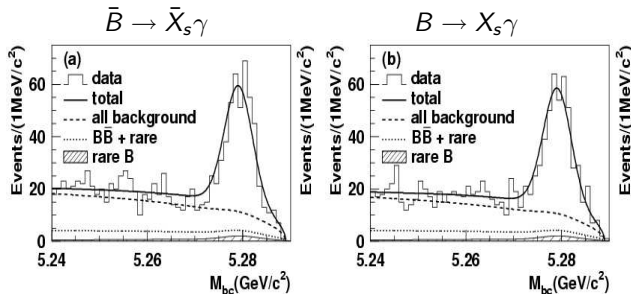 B̄ → X̄ₛγ
B → Xₛγ
Events/(1MeV/c²)
60
40
20
0
(a)
data
total
all background
BB̄ + rare
rare B
5.24
5.26
5.28
M_bc(GeV/c²)
Events/(1MeV/c²)
60
40
20
0
(b)
data
total
all background
BB̄ + rare
rare B
5.24
5.26
5.28
M_bc(GeV/c²)